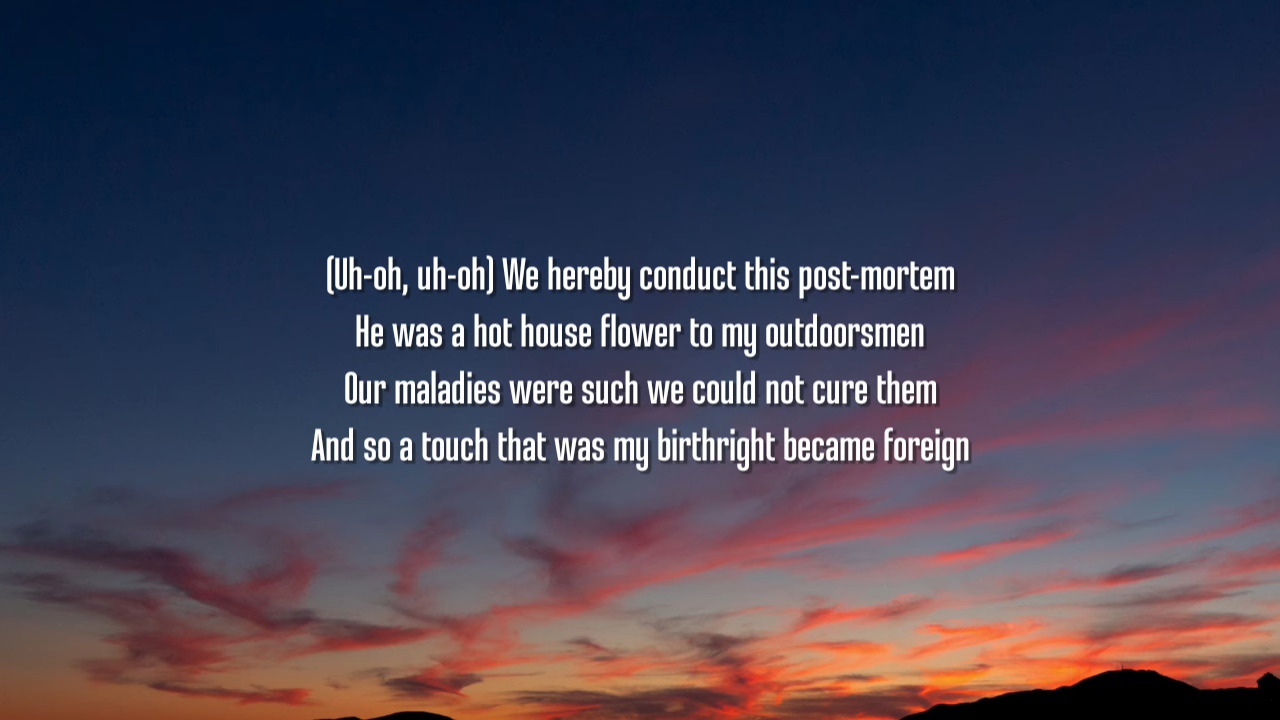 (Uh-oh, uh-oh) We hereby conduct this post-mortem
He was a hot house flower to my outdoorsmen
Our maladies were such we could not cure them
And so a touch that was my birthright became foreign